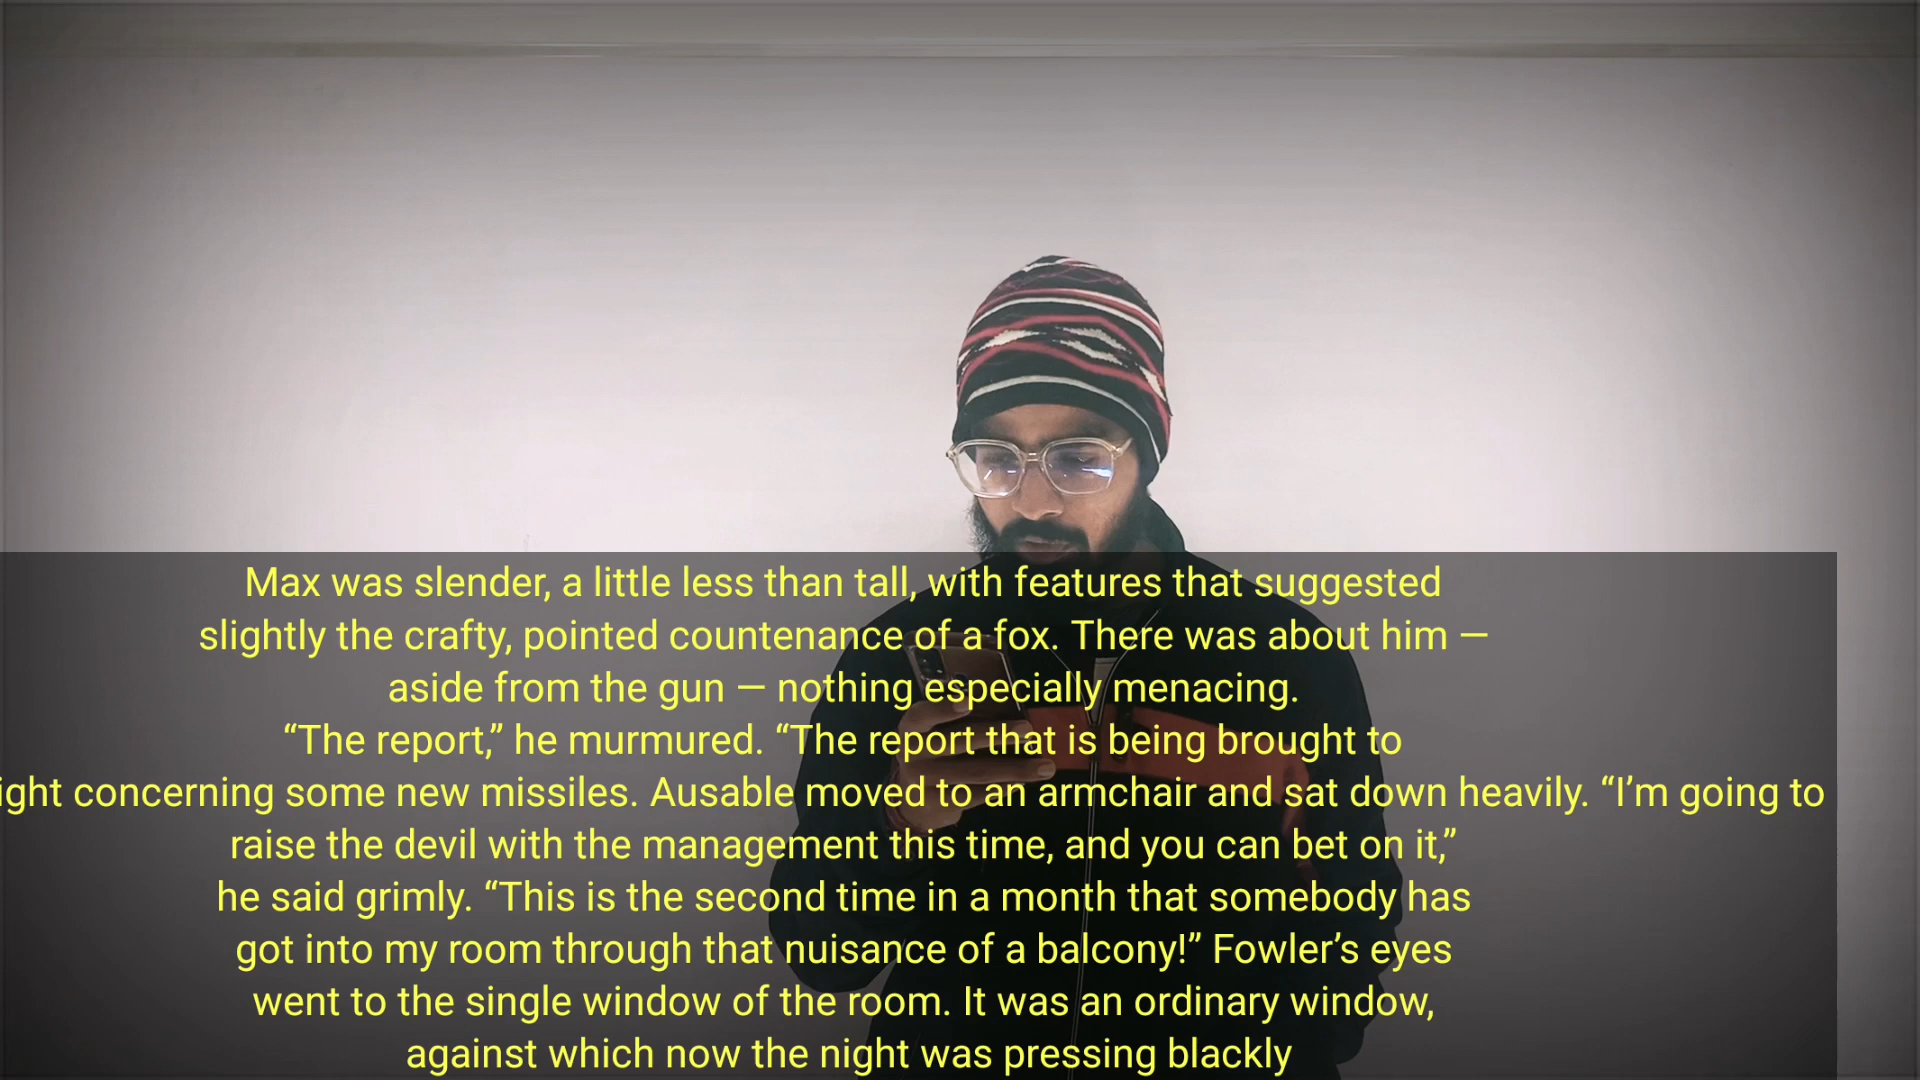 Max was slender, a little less than tall, with features that suggested
slightly the crafty, pointed countenance of a fox. There was about him —
aside from the gun — nothing especially menacing.
“The report,” he murmured. “The report that is being brought to
concerning some new missiles. Ausable moved to an armchair and sat down heavily. “I’m going to
raise the devil with the management this time, and you can bet on it,”
he said grimly. “This is the second time in a month that somebody has
got into my room through that nuisance of a balcony!” Fowler’s eyes
went to the single window of the room. It was an ordinary window,
against which now the night was pressing blackly